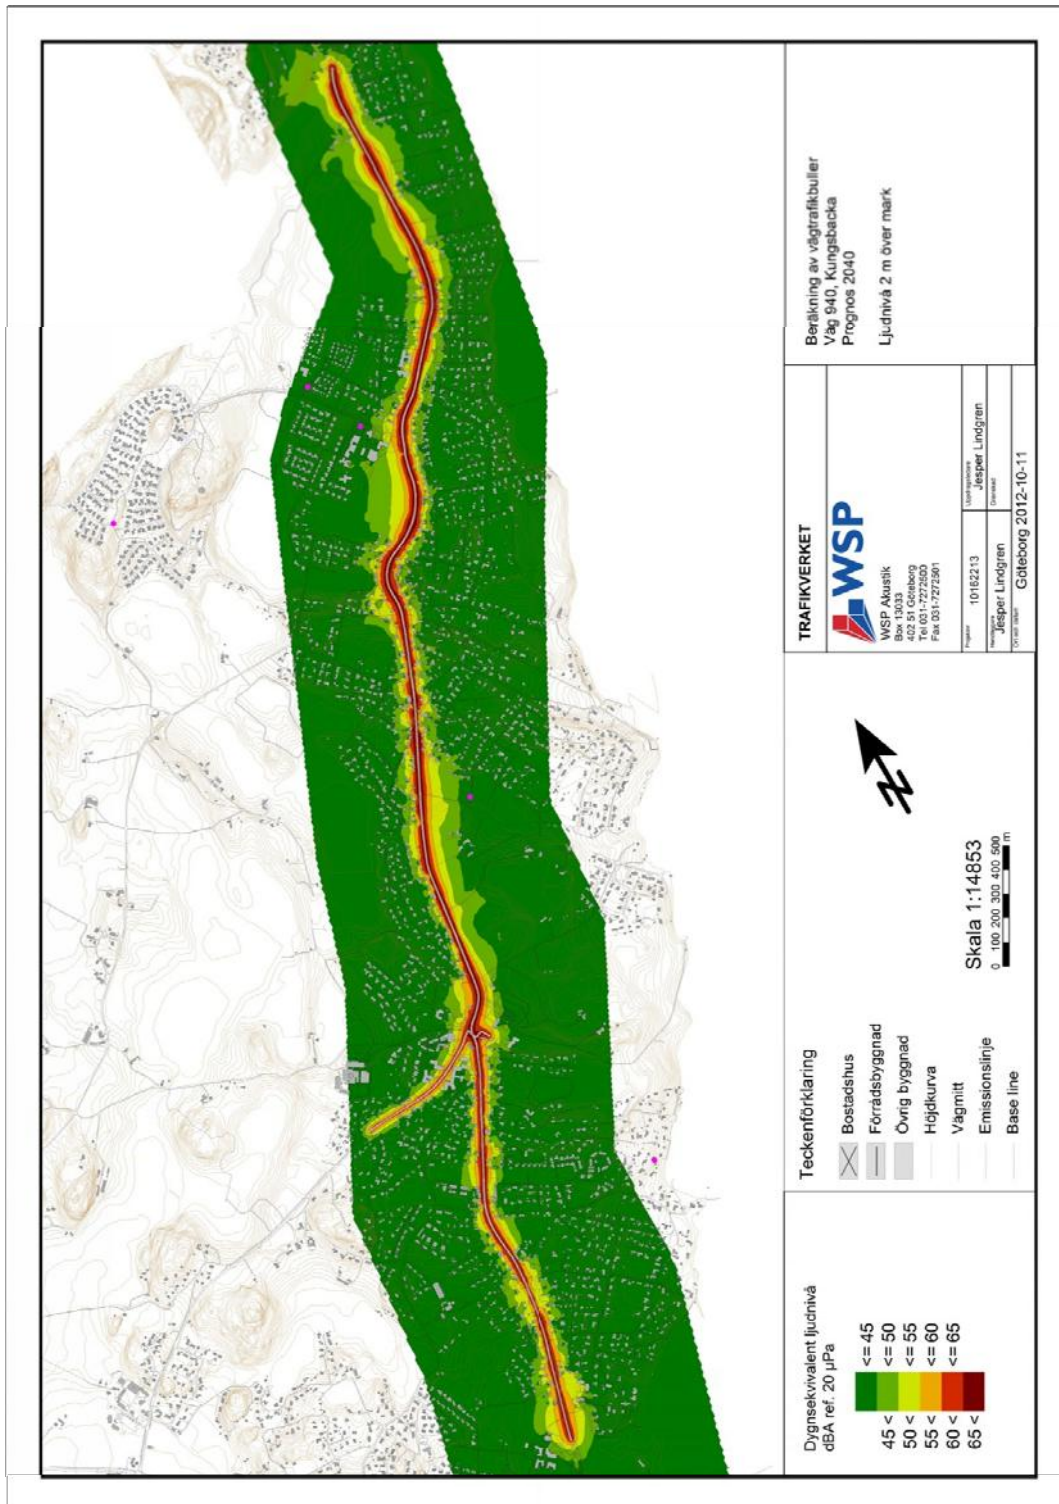 Beräkning av vägtrafikbuller
Väg 940, Kungsbacka
Prognos 2040
Ljudnivå 2 m över mark
TRAFIKVERKET
WSP
WSP Akustik
Box 13033
402 51 Göteborg
Tel 031-7272500
Fax 031-7272501
10162213
Jesper Lindgren
Jesper Lindgren
Göteborg 2012-10-11
Skala 1:14853
0 100 200 300 400 500
m
Teckenförklaring
Bostadshus
Förrådsbyggnad
Övrig byggnad
Höjdkurva
Vägmitt
Emissionslinje
Base line
Dygnsekvivalent ljudnivå
dBA ref. 20 µPa
<= 45
45 < <= 50
50 < <= 55
55 < <= 60
60 < <= 65
65 <